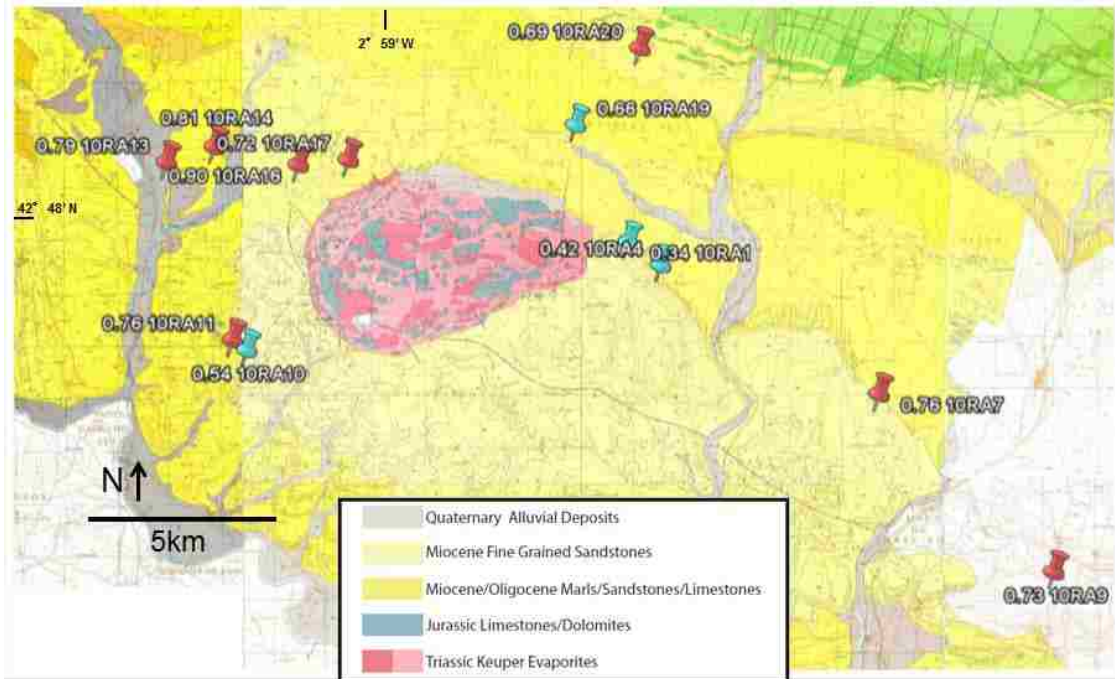 2° 59' W
0.69 10RA20
0.68 10RA19
0.81 10RA14
0.79 10RA13
0.72 10RA17
0.90 10RA16
42° 48' N
0.42 10RA4
0.34 10RA1
0.76 10RA11
0.54 10RA10
0.76 10RA7
N
5km
0.73 10RA9
Quaternary Alluvial Deposits
Miocene Fine Grained Sandstones
Miocene/Oligocene Marls/Sandstones/Limestones
Jurassic Limestones/Dolomites
Triassic Keuper Evaporites